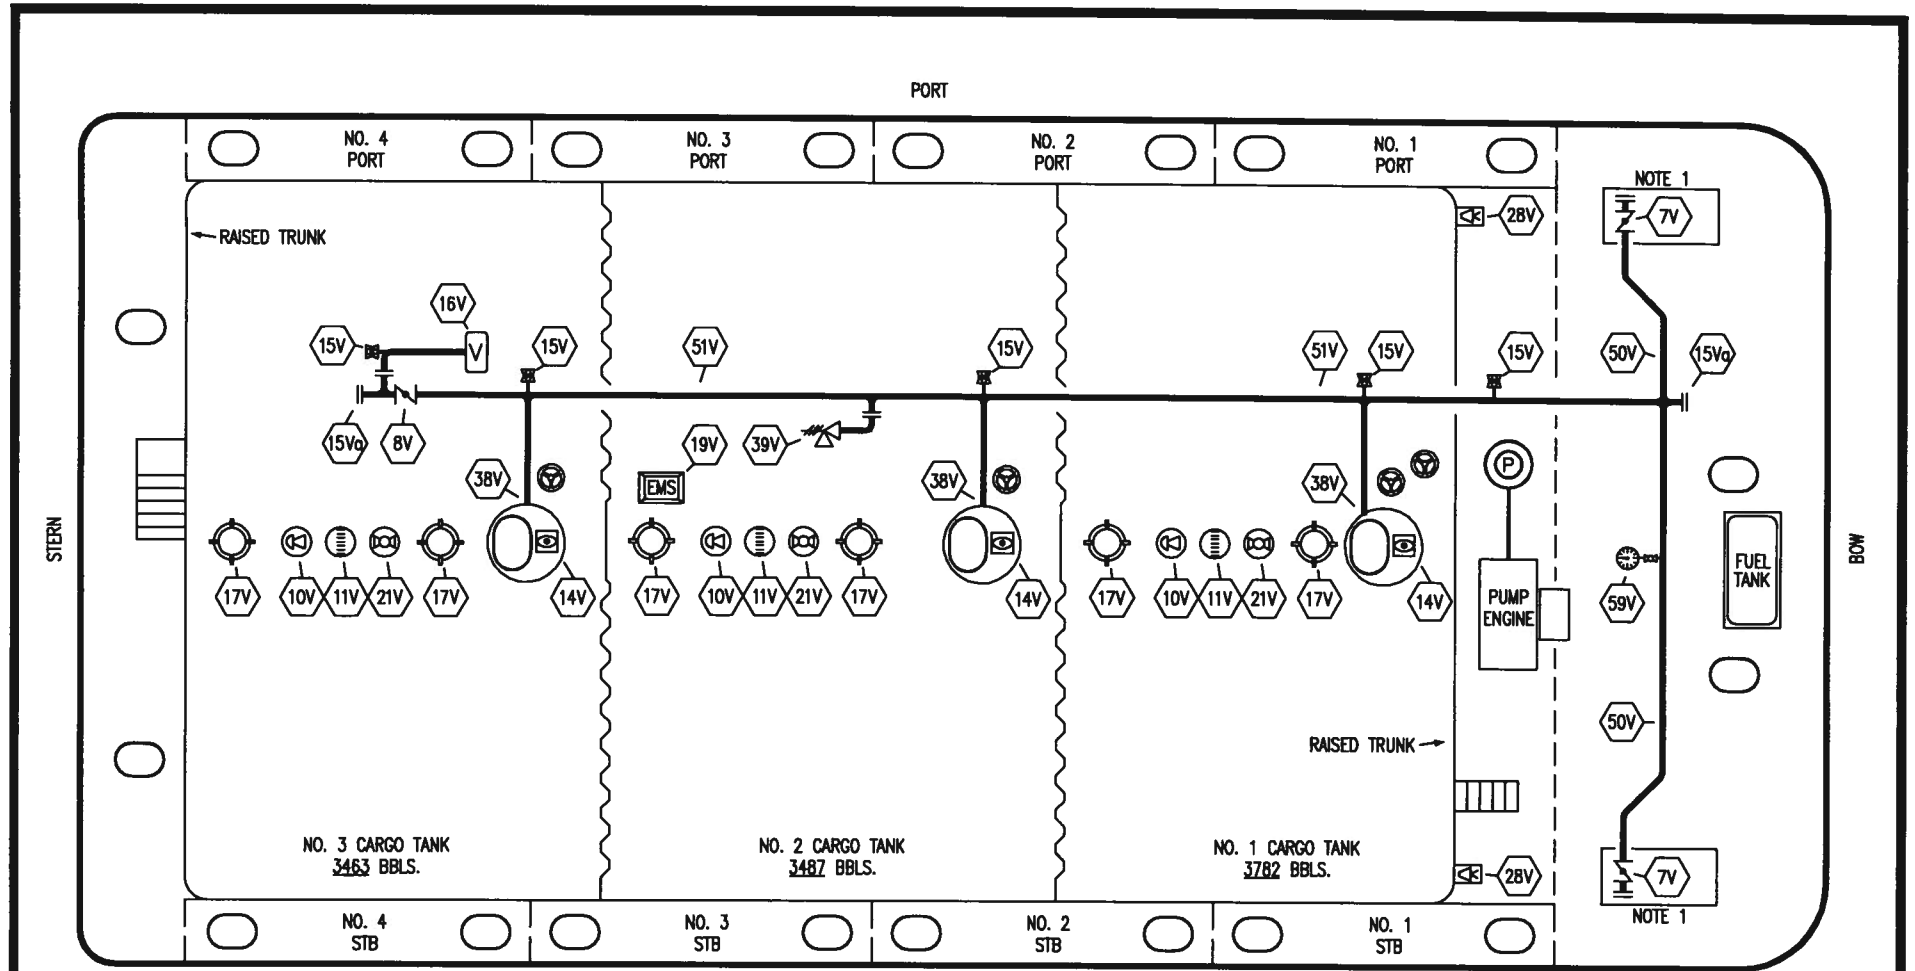 PORT
NO. 4
PORT
NO. 3
PORT
NO. 2
PORT
NO. 1
PORT
NOTE 1
7V
28V
RAISED TRUNK
16V
15V
V
15V
51V
15V
51V
15V
15V
50V
15Va
15Va
8V
39V
19V
EMS
38V
38V
38V
P
STERN
BOW
FUEL
TANK
PUMP
ENGINE
17V
10V
11V
21V
17V
14V
17V
10V
11V
21V
17V
14V
17V
10V
11V
21V
17V
14V
59V
50V
RAISED TRUNK
NO. 3 CARGO TANK
3463 BBLS.
NO. 2 CARGO TANK
3487 BBLS.
NO. 1 CARGO TANK
3782 BBLS.
28V
7V
NOTE 1
NO. 4
STB
NO. 3
STB
NO. 2
STB
NO. 1
STB